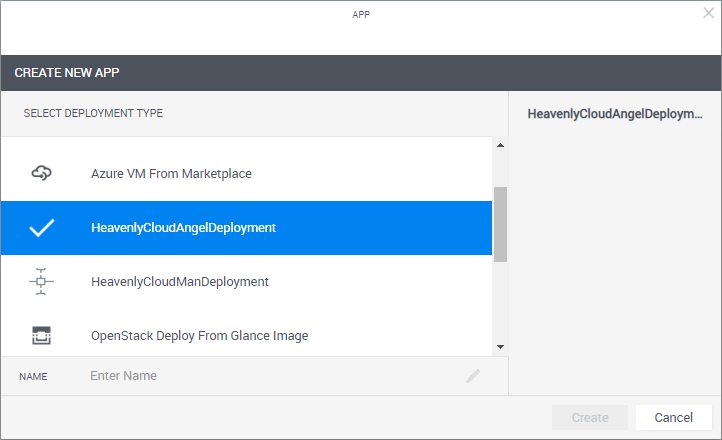 APP
CREATE NEW APP
SELECT DEPLOYMENT TYPE
HeavenlyCloudAngelDeploym...
Azure VM From Marketplace
HeavenlyCloudAngelDeployment
HeavenlyCloudManDeployment
OpenStack Deploy From Glance Image
NAME Enter Name
Create Cancel